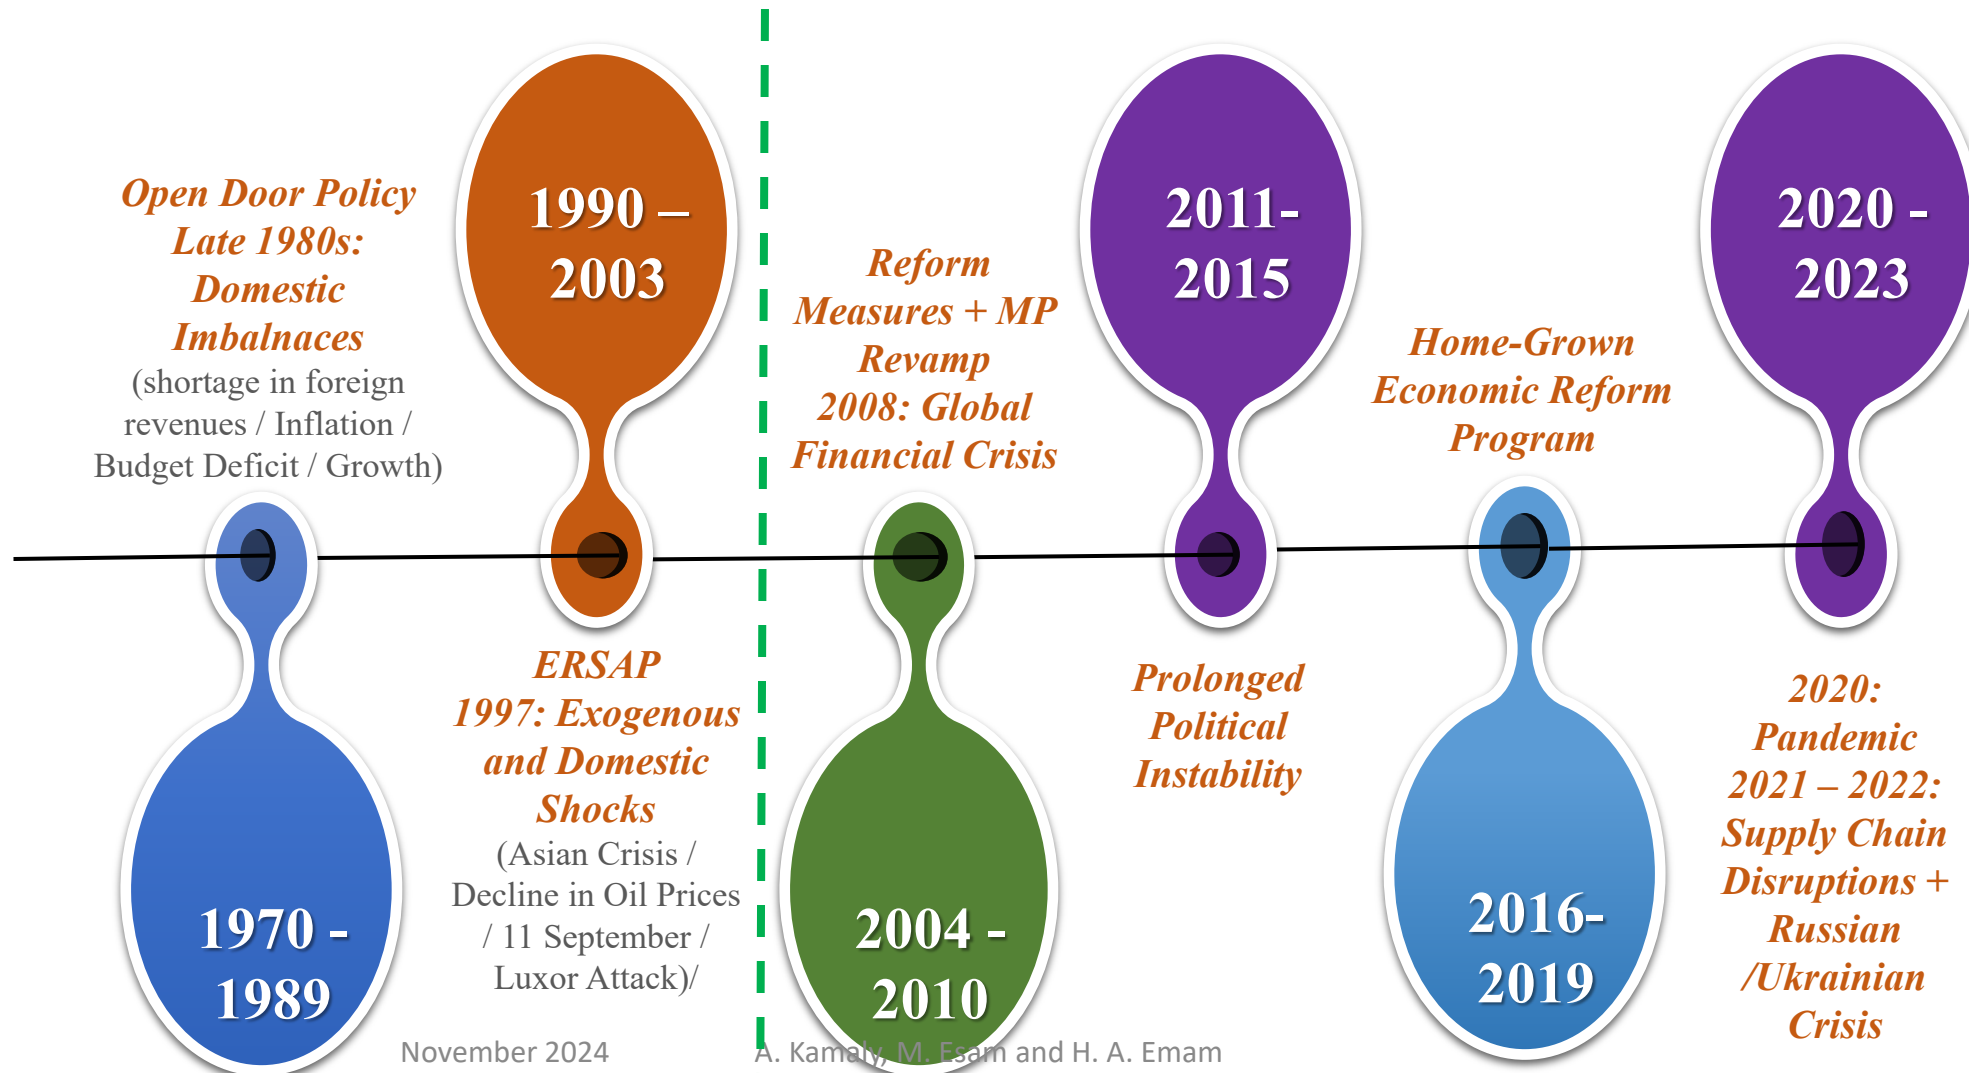 Open Door Policy
Late 1980s:
Domestic
Imbalnaces
(shortage in foreign
revenues / Inflation /
Budget Deficit / Growth)
1970 -
1989
1990 –
2003
ERSAP
1997: Exogenous
and Domestic
Shocks
(Asian Crisis /
Decline in Oil Prices
/ 11 September /
Luxor Attack)/
Reform
Measures + MP
Revamp
2008: Global
Financial Crisis
2004 -
2010
2011-
2015
Prolonged
Political
Instability
Home-Grown
Economic Reform
Program
2016-
2019
2020 -
2023
2020:
Pandemic
2021 – 2022:
Supply Chain
Disruptions +
Russian
/Ukrainian
Crisis
November 2024
A. Kamaly, M. Esam and H. A. Emam